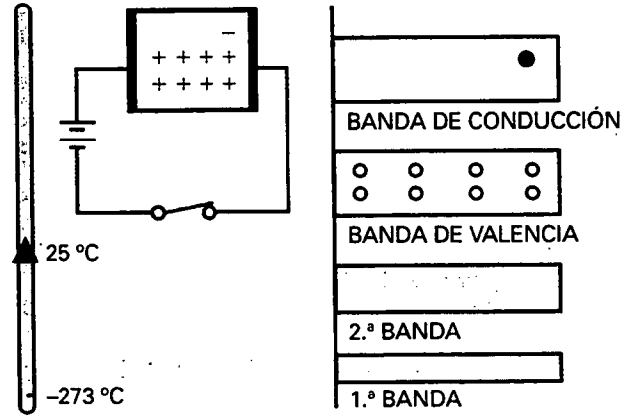 −
+ + + +
+ + + +
BANDA DE CONDUCCIÓN
BANDA DE VALENCIA
25 ºC
2.ª BANDA
−273 ºC
1.ª BANDA